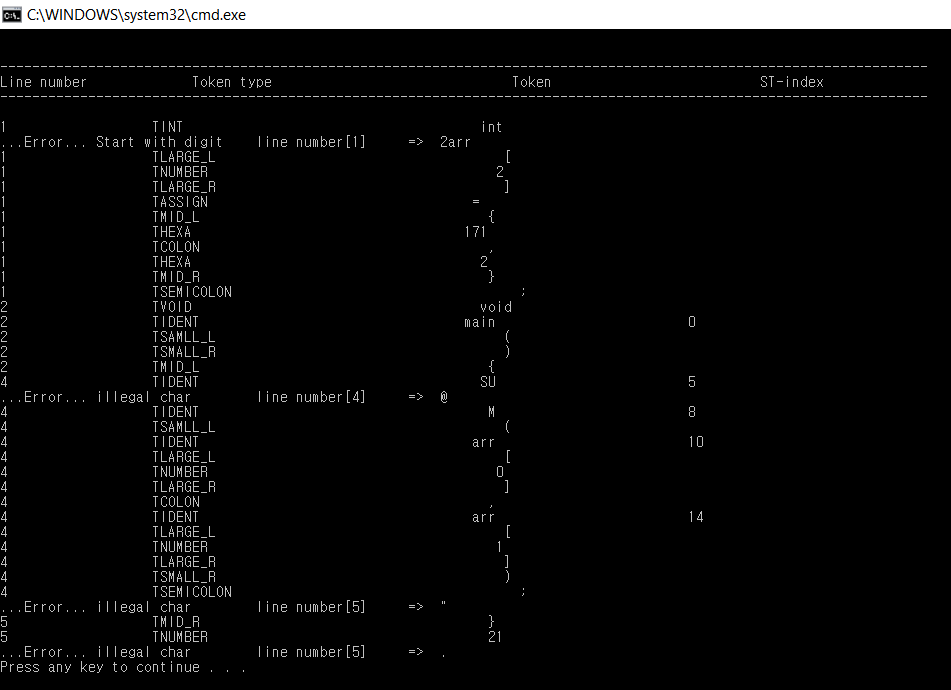 C:\WINDOWS\system32\cmd.exe
--------------------------------------------------------------------------------------------------------------------
Line number             Token type                              Token                          ST-index
--------------------------------------------------------------------------------------------------------------------
1                  TINT                                     int
...Error... Start with digit    line number[1]     =>  2arr
1                  TLARGE_L                                    [
1                  TNUMBER                                    2
1                  TLARGE_R                                    ]
1                  TASSIGN                                 =
1                  TMID_L                                    {
1                  THEXA                                  171
1                  TCOLON                                    ,
1                  THEXA                                    2
1                  TMID_R                                    }
1                  TSEMICOLON                                    ;
2                  TVOID                                    void
2                  TIDENT                                 main                        0
2                  TSAMLL_L                                    (
2                  TSMALL_R                                    )
2                  TMID_L                                    {
4                  TIDENT                                   SU                        5
...Error... illegal char        line number[4]     =>  @
4                  TIDENT                                    M                        8
4                  TSAMLL_L                                    (
4                  TIDENT                                  arr                        10
4                  TLARGE_L                                    [
4                  TNUMBER                                    0
4                  TLARGE_R                                    ]
4                  TCOLON                                    ,
4                  TIDENT                                  arr                        14
4                  TLARGE_L                                    [
4                  TNUMBER                                    1
4                  TLARGE_R                                    ]
4                  TSMALL_R                                    )
4                  TSEMICOLON                                    ;
...Error... illegal char        line number[5]     =>  "
5                  TMID_R                                    }
5                  TNUMBER                                   21
...Error... illegal char        line number[5]     =>  .
Press any key to continue . . .